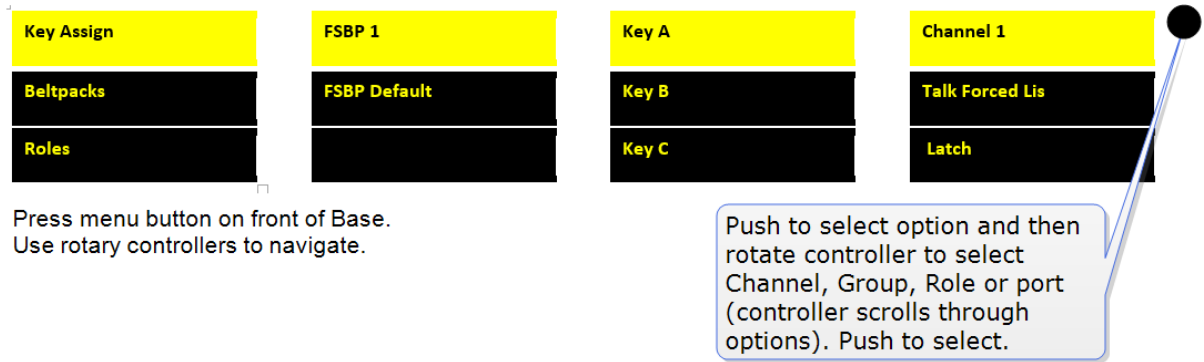 Key Assign FSBP 1 Key A Channel 1
Beltpacks FSBP Default Key B Talk Forced Lis
Roles Key C Latch
Press menu button on front of Base.
Use rotary controllers to navigate.
Push to select option and then
rotate controller to select
Channel, Group, Role or port
(controller scrolls through
options). Push to select.